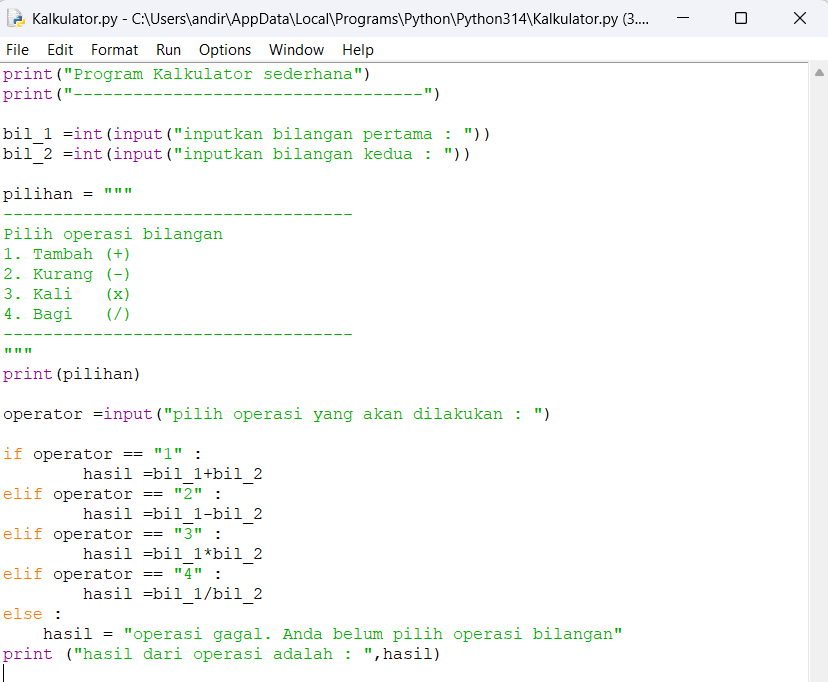 Kalkulator.py - C:\Users\andir\AppData\Local\Programs\Python\Python314\Kalkulator.py (3....
File Edit Format Run Options Window Help
print("Program Kalkulator sederhana")
print("-----------------------------------")

bil_1 =int(input("inputkan bilangan pertama : "))
bil_2 =int(input("inputkan bilangan kedua : "))

pilihan = """
-----------------------------------
Pilih operasi bilangan
1. Tambah (+)
2. Kurang (-)
3. Kali   (x)
4. Bagi   (/)
-----------------------------------
"""
print(pilihan)

operator =input("pilih operasi yang akan dilakukan : ")

if operator == "1" :
        hasil =bil_1+bil_2
elif operator == "2" :
        hasil =bil_1-bil_2
elif operator == "3" :
        hasil =bil_1*bil_2
elif operator == "4" :
        hasil =bil_1/bil_2
else :
    hasil = "operasi gagal. Anda belum pilih operasi bilangan"
print ("hasil dari operasi adalah : ",hasil)